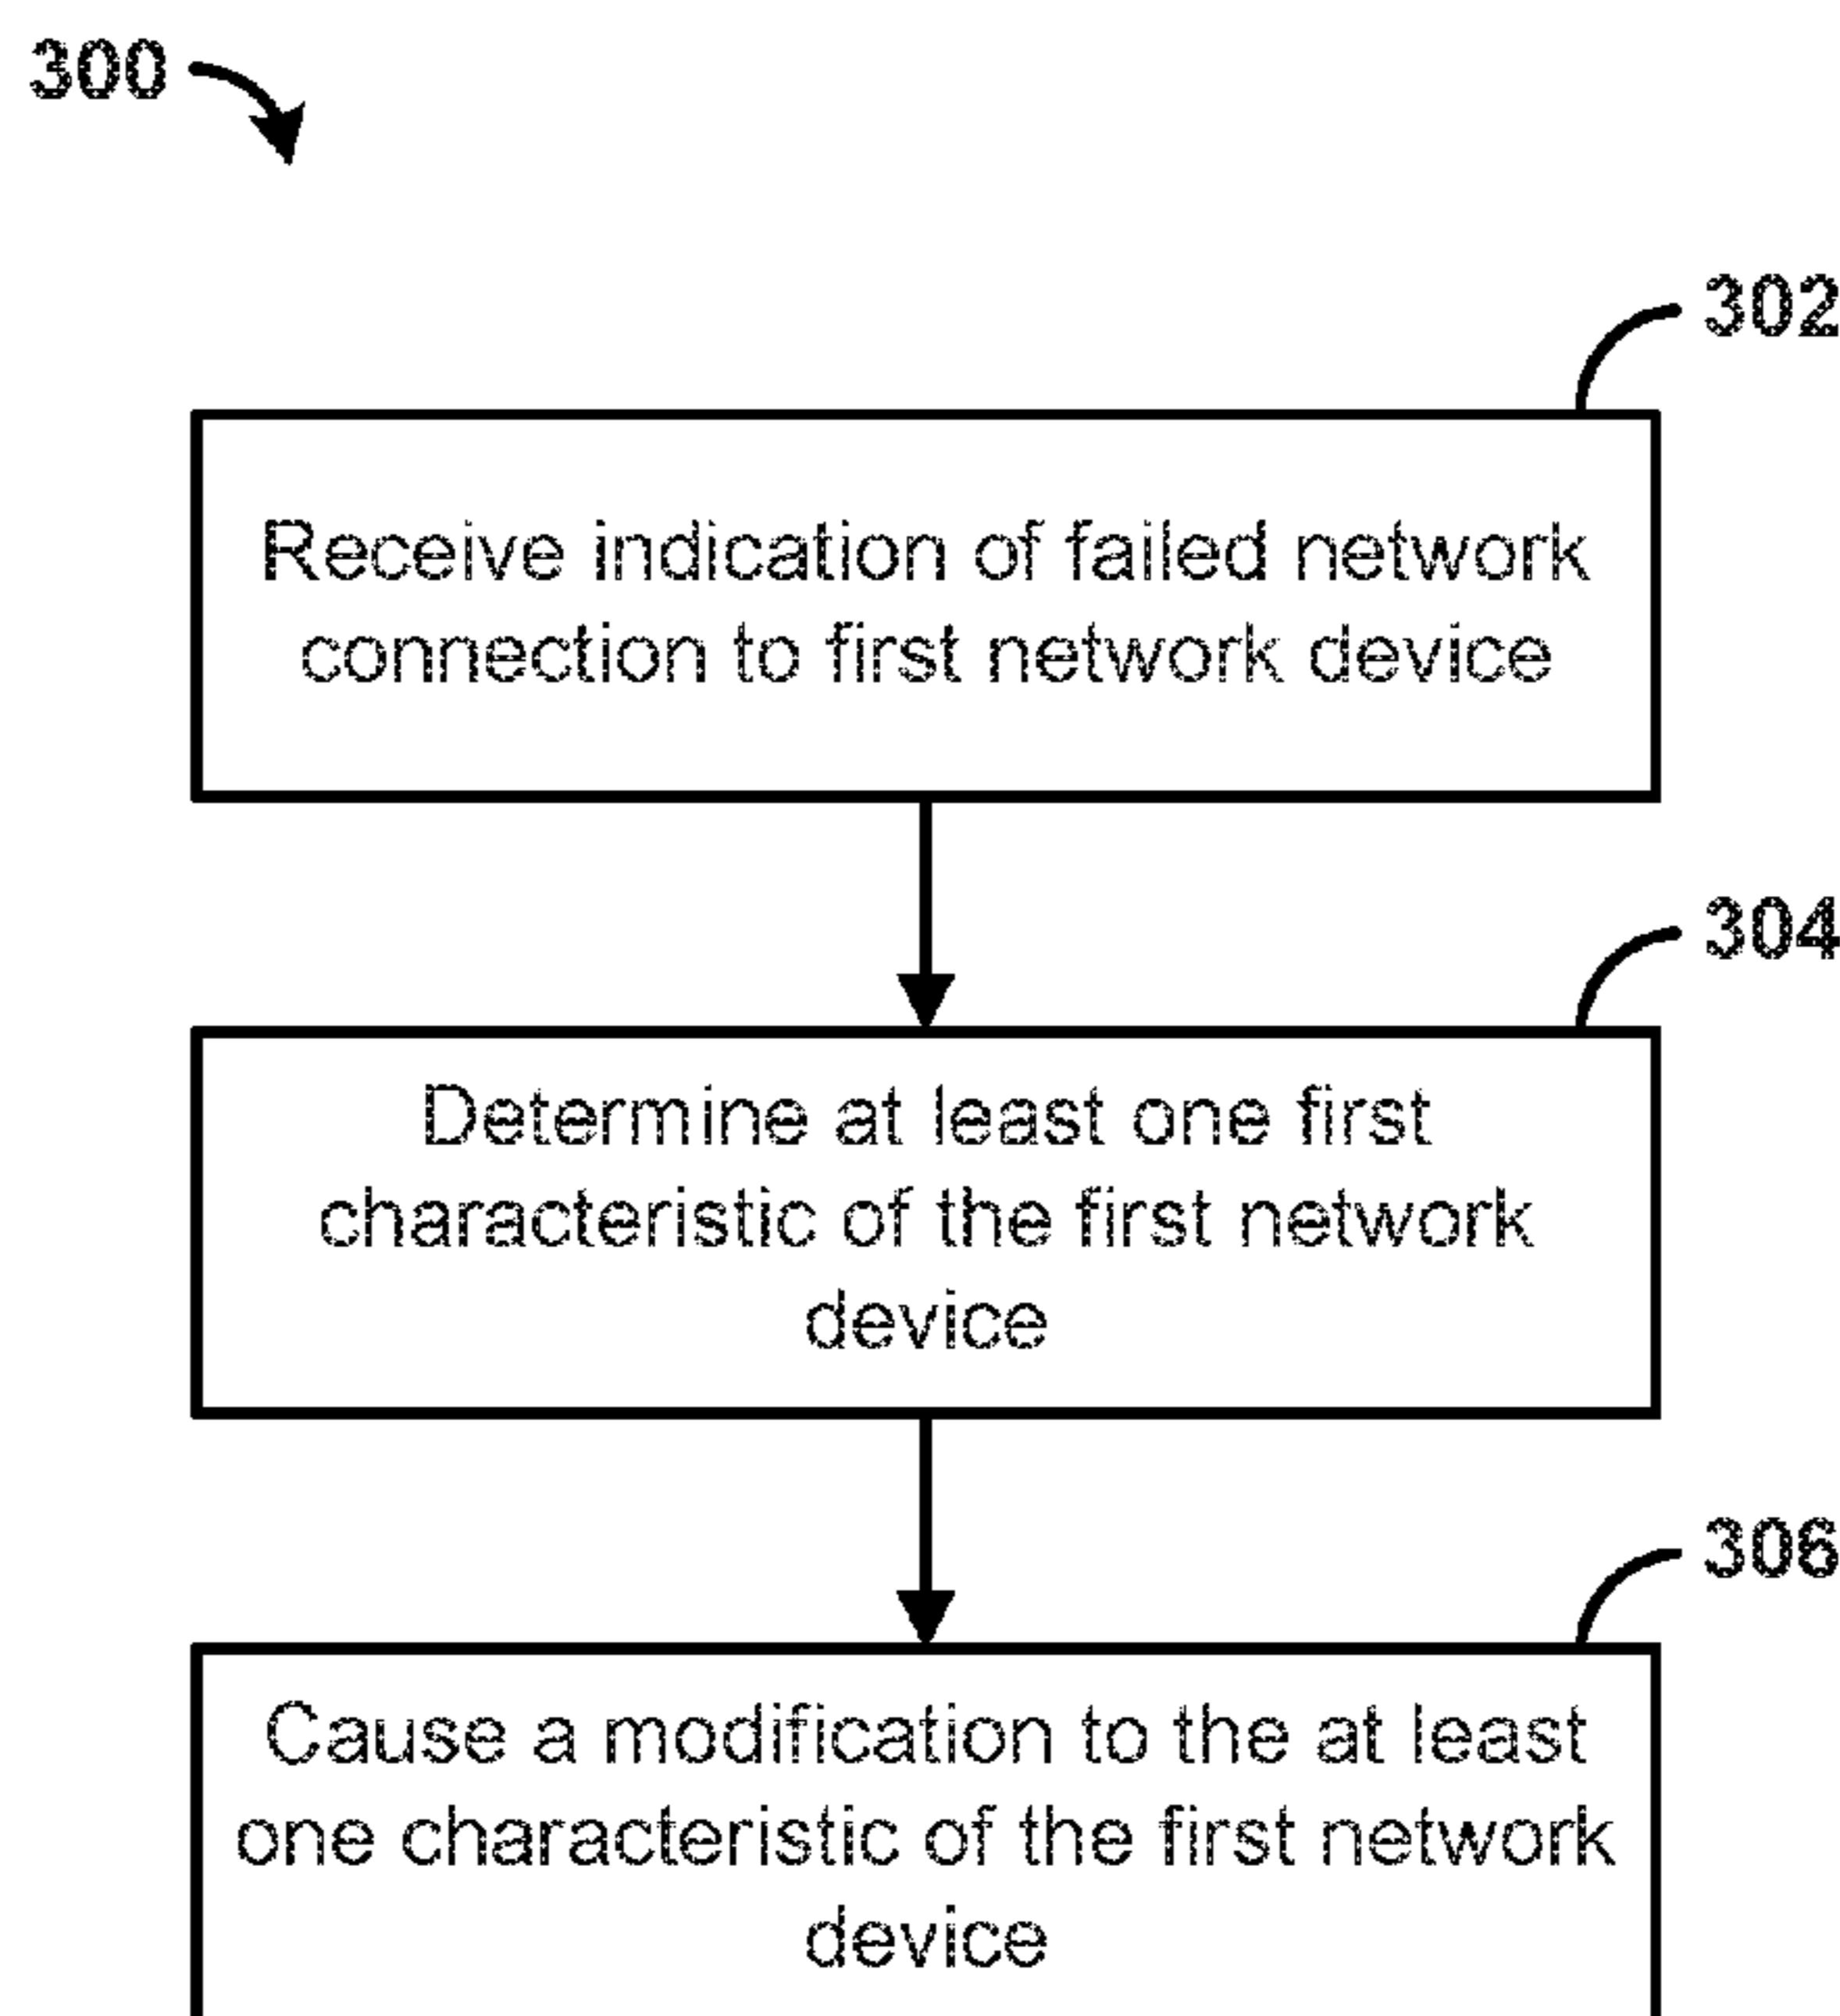 300
302
Receive indication of failed network
connection to first network device
304
Determine at least one first
characteristic of the first network
device
306
Cause a modification to the at least
one characteristic of the first network
device